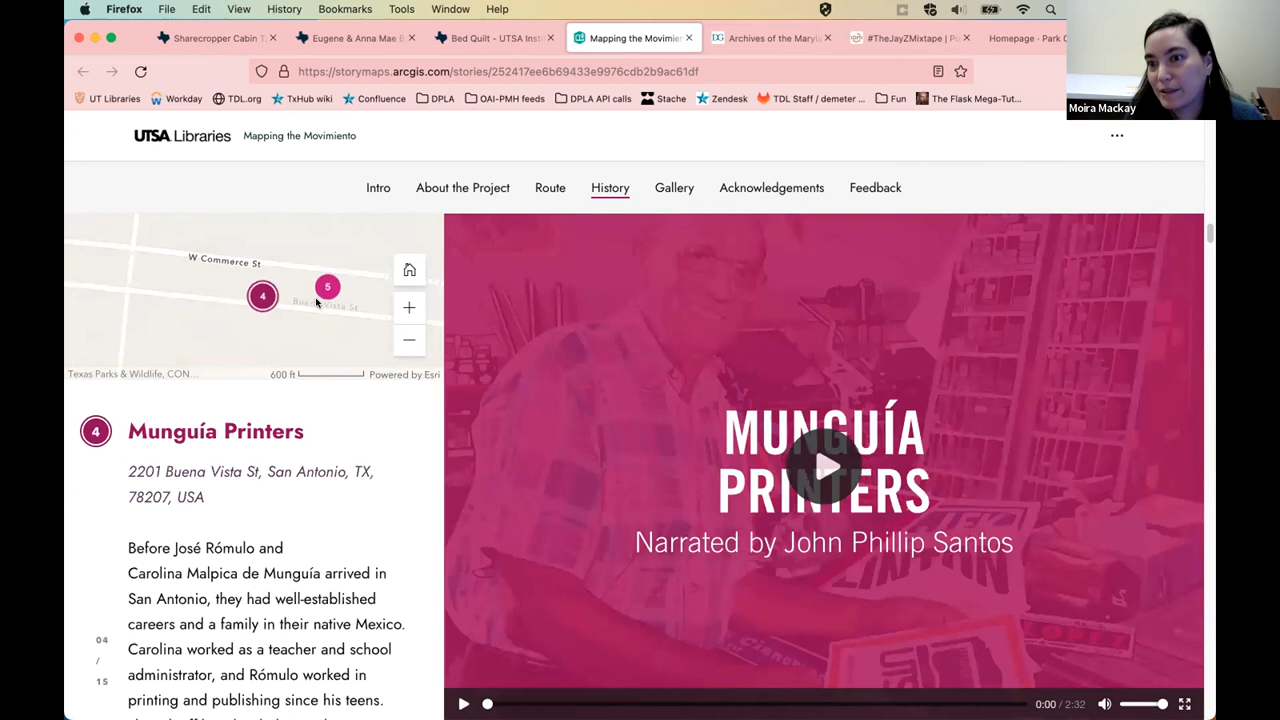 Firefox File Edit View History Bookmarks Tools Window Help
Sharecropper Cabin
Eugene & Anna Mae B
Bed Quilt - UTSA Inst
Mapping the Movimie
DG Archives of the Maryl
#TheJayZMixtape | Pu
Homepage · Park
https://storymaps.arcgis.com/stories/252417ee6b69433e9976cdb2b9ac61df
UT Libraries Workday TDL.org TxHub wiki Confluence DPLA OAI-PMH feeds DPLA API calls Stache Zendesk TDL Staff / demeter ... Fun The Flask Mega-Tut...
Moira Mackay
UTSA Libraries Mapping the Movimiento
Intro About the Project Route History Gallery Acknowledgements Feedback
W Commerce St
4
5
Buena Vista St
Texas Parks & Wildlife, CON...
600 ft
Powered by Esri
4 Munguía Printers
2201 Buena Vista St, San Antonio, TX,
78207, USA
Before José Rómulo and
Carolina Malpica de Munguía arrived in
San Antonio, they had well-established
careers and a family in their native Mexico.
Carolina worked as a teacher and school
administrator, and Rómulo worked in
printing and publishing since his teens.
04
/
15
MUNGUÍA
PRINTERS
Narrated by John Phillip Santos
0:00 / 2:32